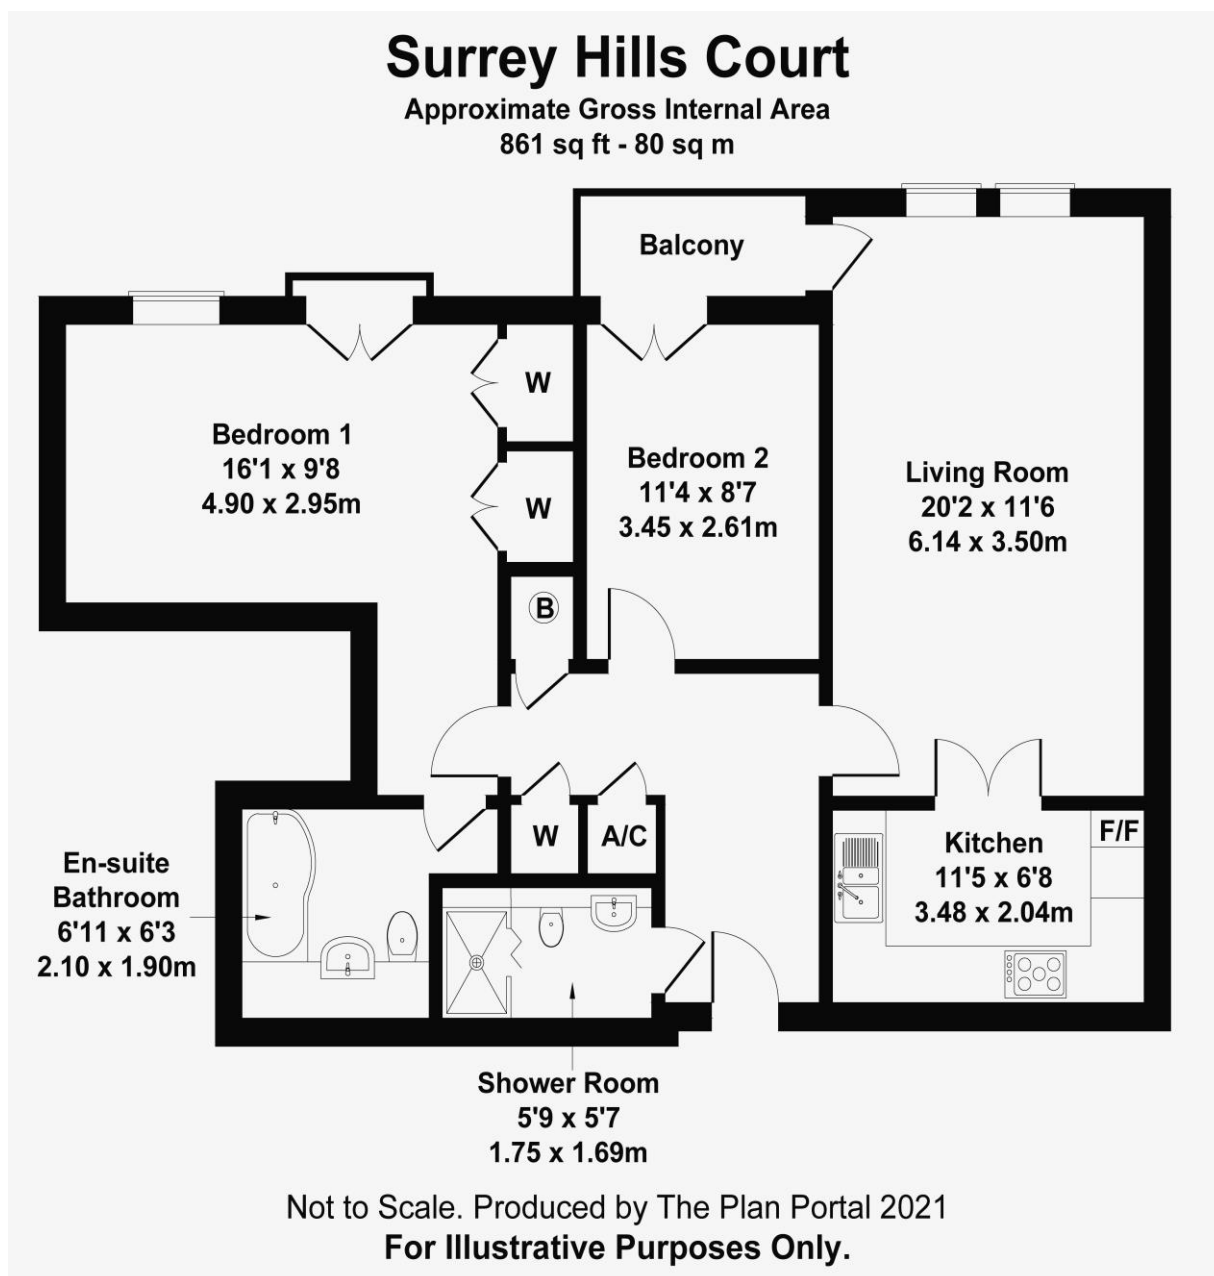 Surrey Hills Court
Approximate Gross Internal Area
861 sq ft - 80 sq m
Balcony
Bedroom 1
16'1 x 9'8
4.90 x 2.95m
W
W
Bedroom 2
11'4 x 8'7
3.45 x 2.61m
Living Room
20'2 x 11'6
6.14 x 3.50m
B
W
A/C
Kitchen
11'5 x 6'8
3.48 x 2.04m
F/F
En-suite
Bathroom
6'11 x 6'3
2.10 x 1.90m
Shower Room
5'9 x 5'7
1.75 x 1.69m
Not to Scale. Produced by The Plan Portal 2021
For Illustrative Purposes Only.